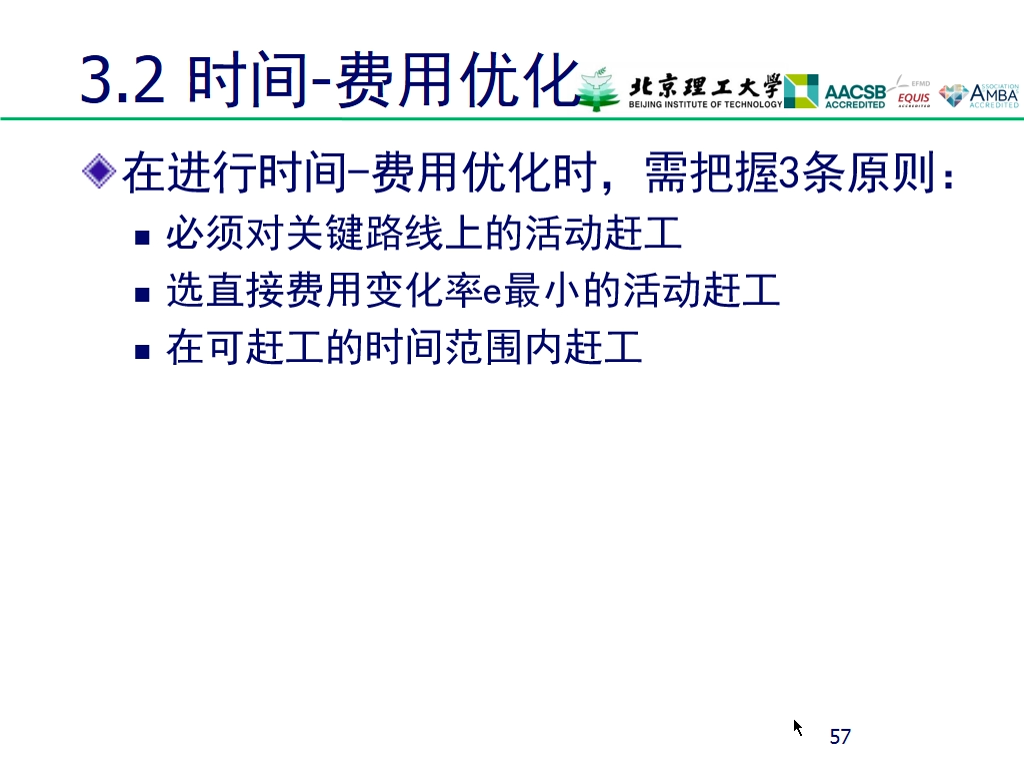 3.2 时间-费用优化
北京理工大学
BEIJING INSTITUTE OF TECHNOLOGY
AACSB
ACCREDITED
EFMD
EQUIS
ACCREDITED
ASSOCIATION
AMBA
ACCREDITED
在进行时间-费用优化时，需把握3条原则：
必须对关键路线上的活动赶工
选直接费用变化率e最小的活动赶工
在可赶工的时间范围内赶工
57